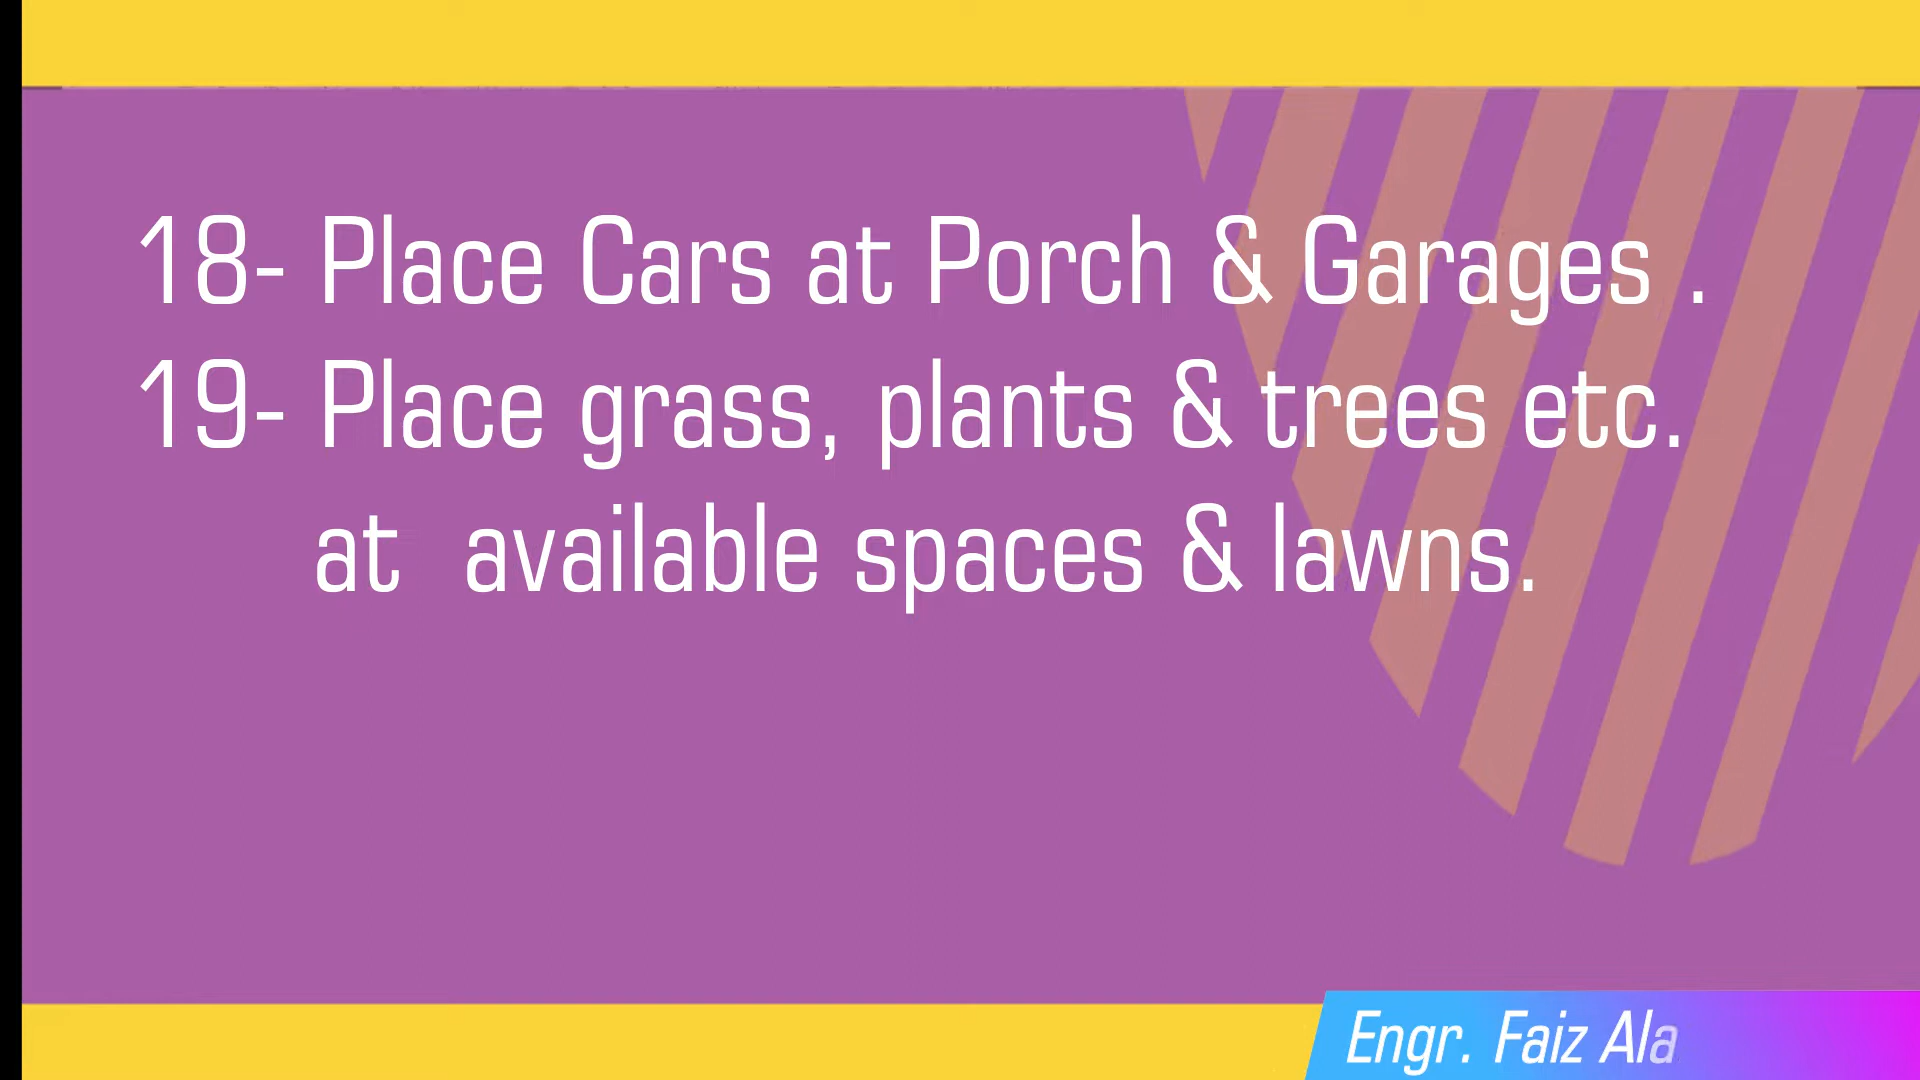 18- Place Cars at Porch & Garages .
19- Place grass, plants & trees etc.
at available spaces & lawns.
Engr. Faiz Ala